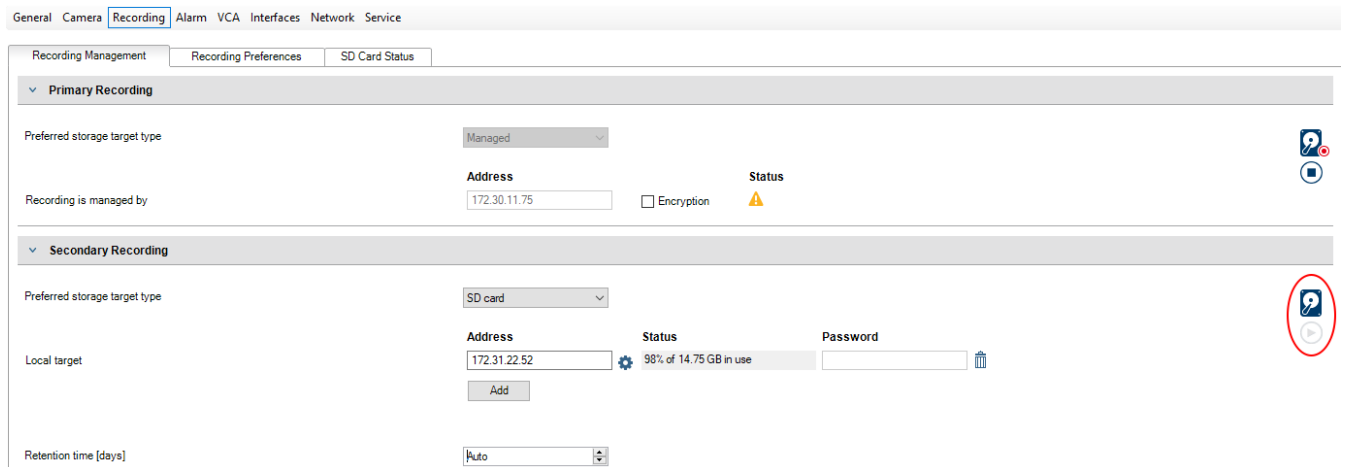 General Camera Recording Alarm VCA Interfaces Network Service
Recording Management Recording Preferences SD Card Status
Primary Recording
Preferred storage target type Managed
Address Status
Recording is managed by 172.30.11.75 Encryption
Secondary Recording
Preferred storage target type SD card
Address Status Password
Local target 172.31.22.52 98% of 14.75 GB in use
Add
Retention time [days] Auto